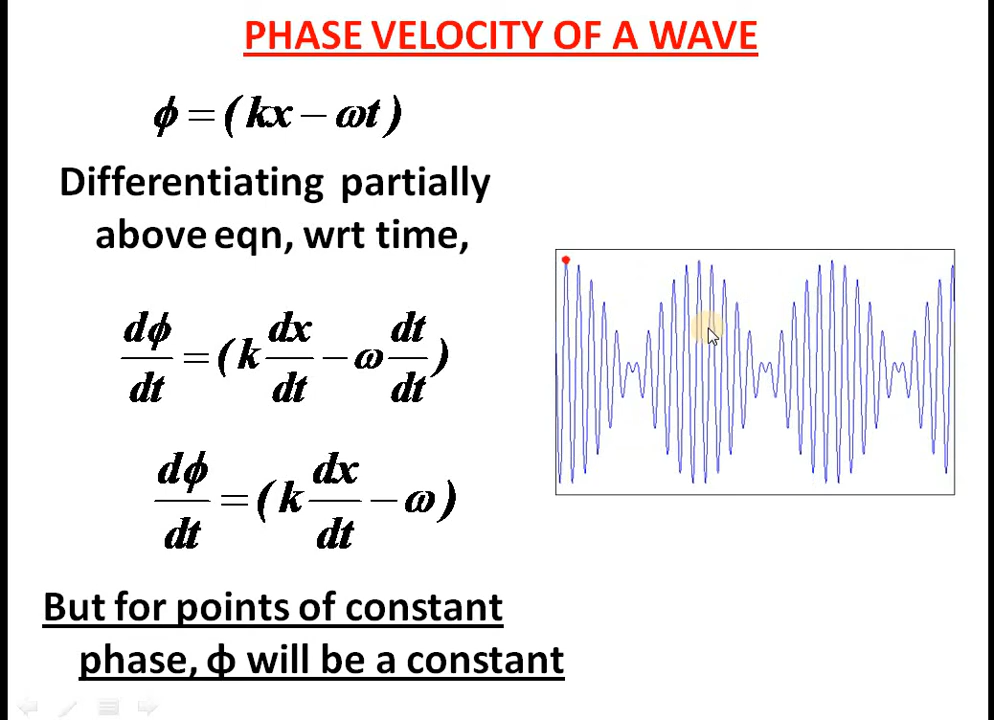 PHASE VELOCITY OF A WAVE
ϕ = ( kx − ωt )
Differentiating partially
above eqn, wrt time,
dϕ/dt = ( k dx/dt − ω dt/dt )
dϕ/dt = ( k dx/dt − ω )
But for points of constant
phase, ϕ will be a constant